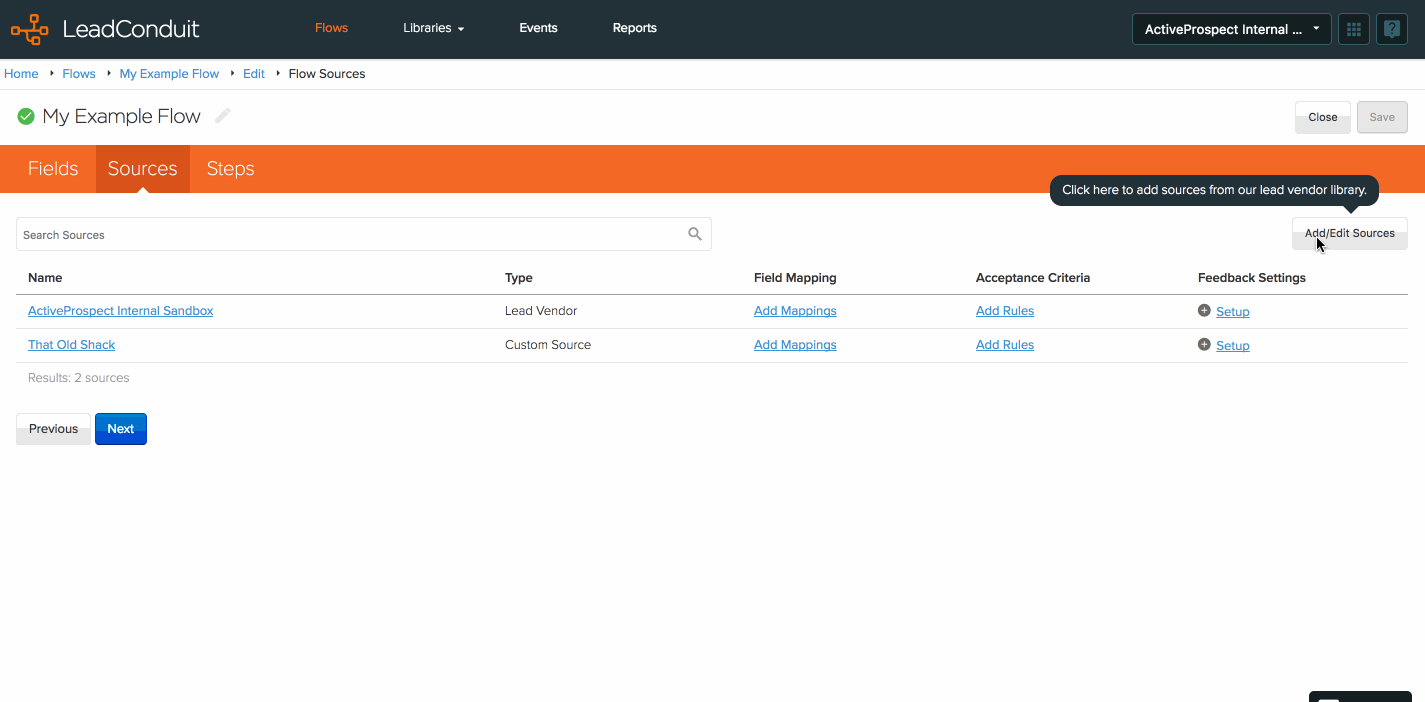 LeadConduit
Flows
Libraries
Events
Reports
ActiveProspect Internal ...
?
Home
Flows
My Example Flow
Edit
Flow Sources
My Example Flow
Close
Save
Fields
Sources
Steps
Click here to add sources from our lead vendor library.
Search Sources
Add/Edit Sources
Name Type Field Mapping Acceptance Criteria Feedback Settings
ActiveProspect Internal Sandbox Lead Vendor Add Mappings Add Rules Setup
That Old Shack Custom Source Add Mappings Add Rules Setup
Results: 2 sources
Previous
Next